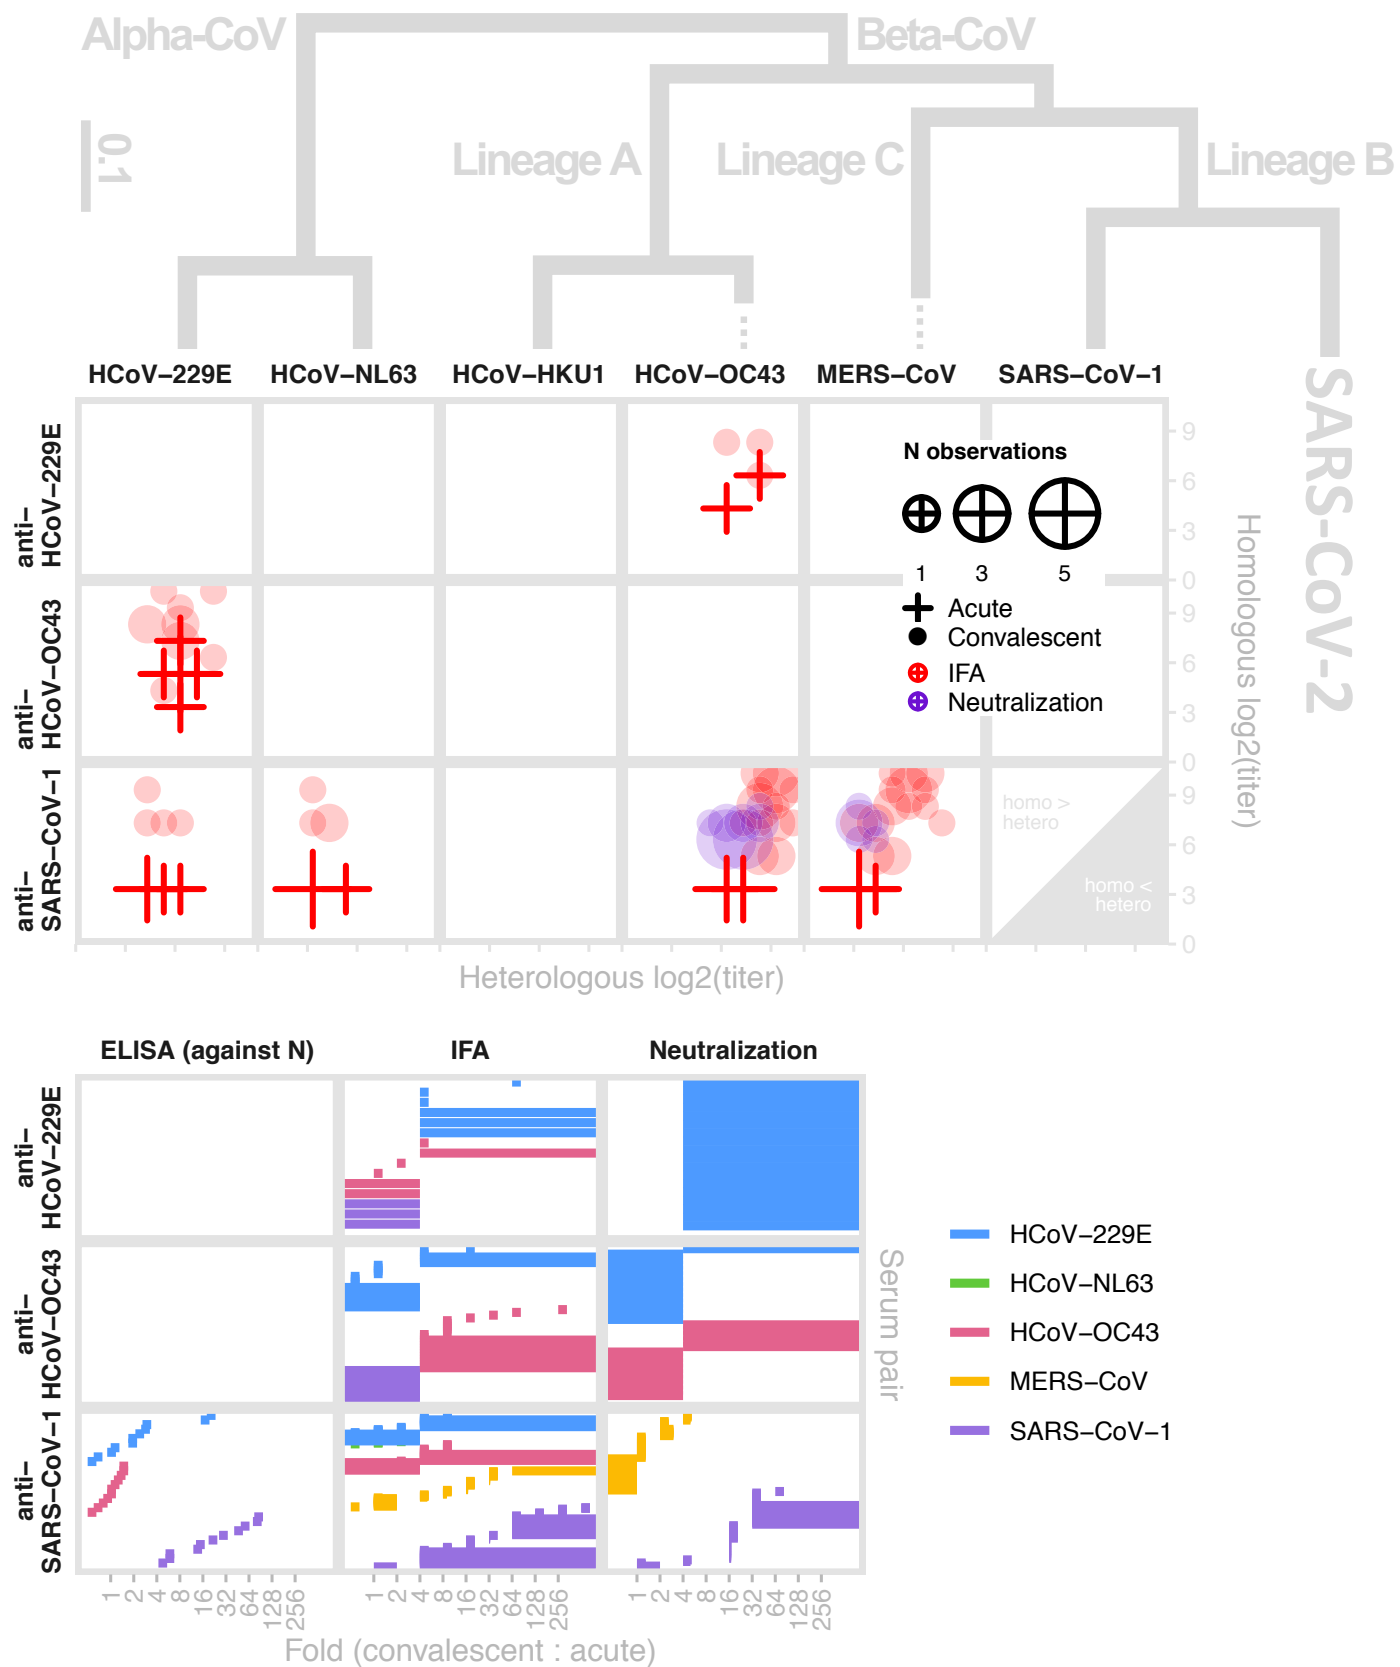 Alpha-CoV
Beta-CoV
0.1
Lineage A
Lineage C
Lineage B
HCoV−229E
HCoV−NL63
HCoV−HKU1
HCoV−OC43
MERS−CoV
SARS−CoV−1
SARS-CoV-2
anti−
HCoV−229E
anti−
HCoV−OC43
anti−
SARS−CoV−1
N observations
1 3 5
Acute
Convalescent
IFA
Neutralization
9
6
3
0
9
6
3
0
9
6
3
0
Homologous log2(titer)
homo >
hetero
homo <
hetero
Heterologous log2(titer)
ELISA (against N)
IFA
Neutralization
anti−
HCoV−229E
anti−
HCoV−OC43
anti−
SARS−CoV−1
Serum pair
HCoV−229E
HCoV−NL63
HCoV−OC43
MERS−CoV
SARS−CoV−1
1 2 4 8 16 32 64 128 256
1 2 4 8 16 32 64 128 256
1 2 4 8 16 32 64 128 256
Fold (convalescent : acute)